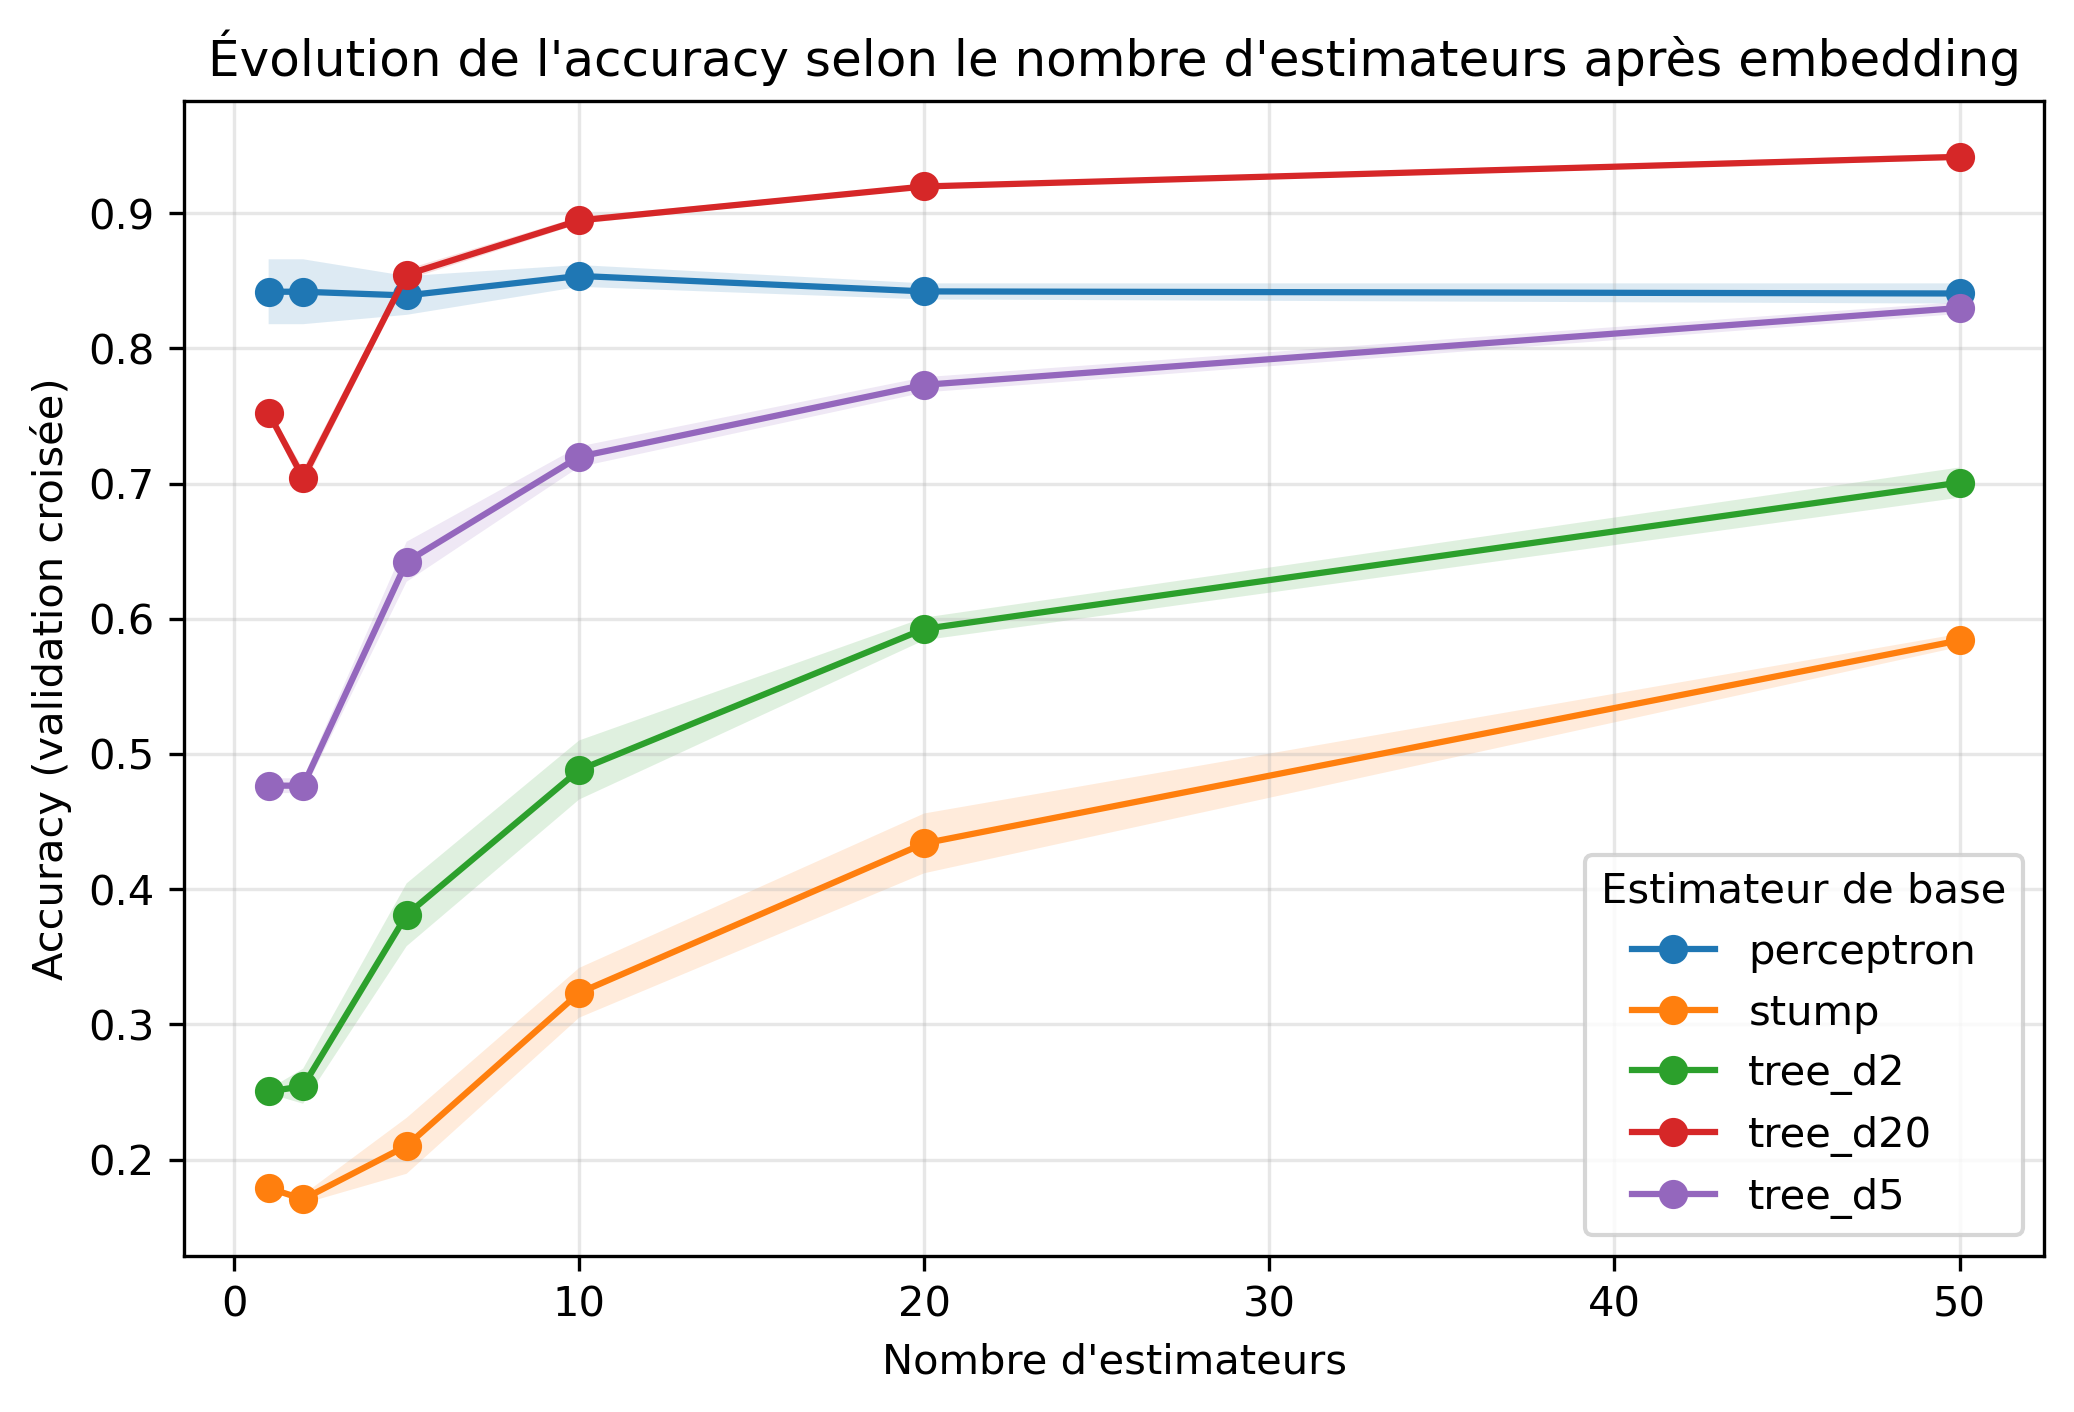 Évolution de l'accuracy selon le nombre d'estimateurs après embedding
Accuracy (validation croisée)
0.9
0.8
0.7
0.6
0.5
0.4
0.3
0.2
Estimateur de base
perceptron
stump
tree_d2
tree_d20
tree_d5
0 10 20 30 40 50
Nombre d'estimateurs